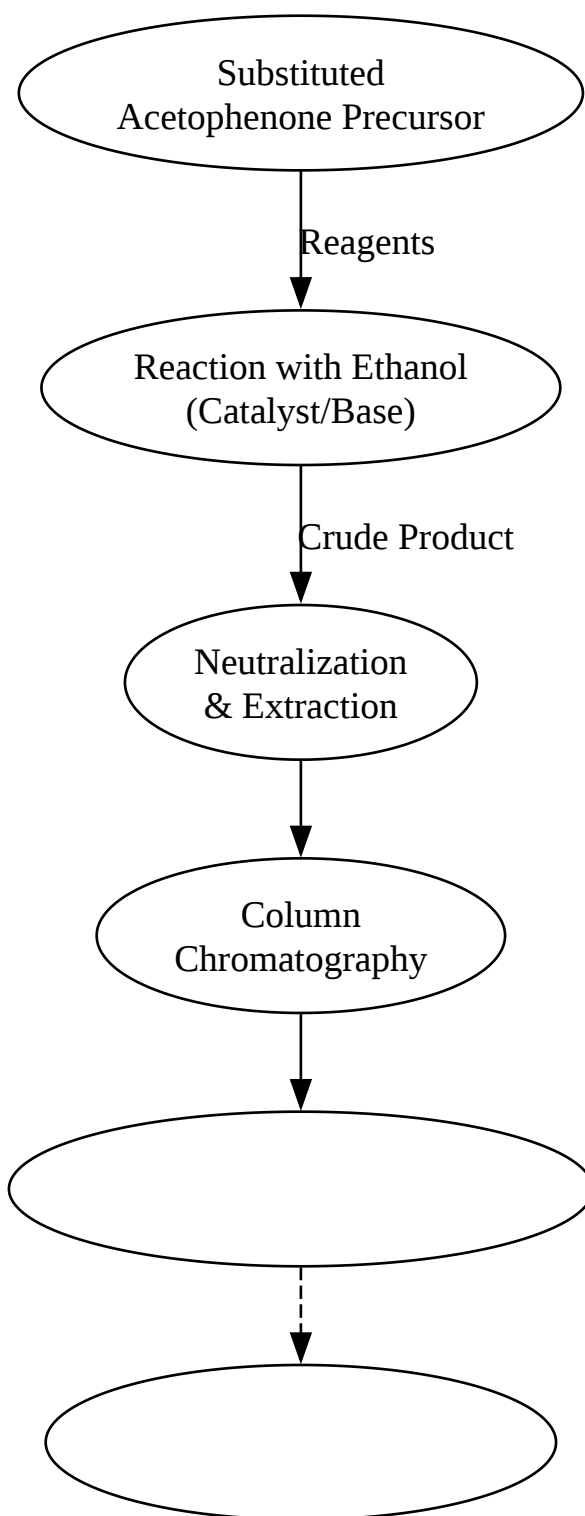 Substituted
Acetophenone Precursor
Reagents
Reaction with Ethanol
(Catalyst/Base)
Crude Product
Neutralization
& Extraction
Column
Chromatography